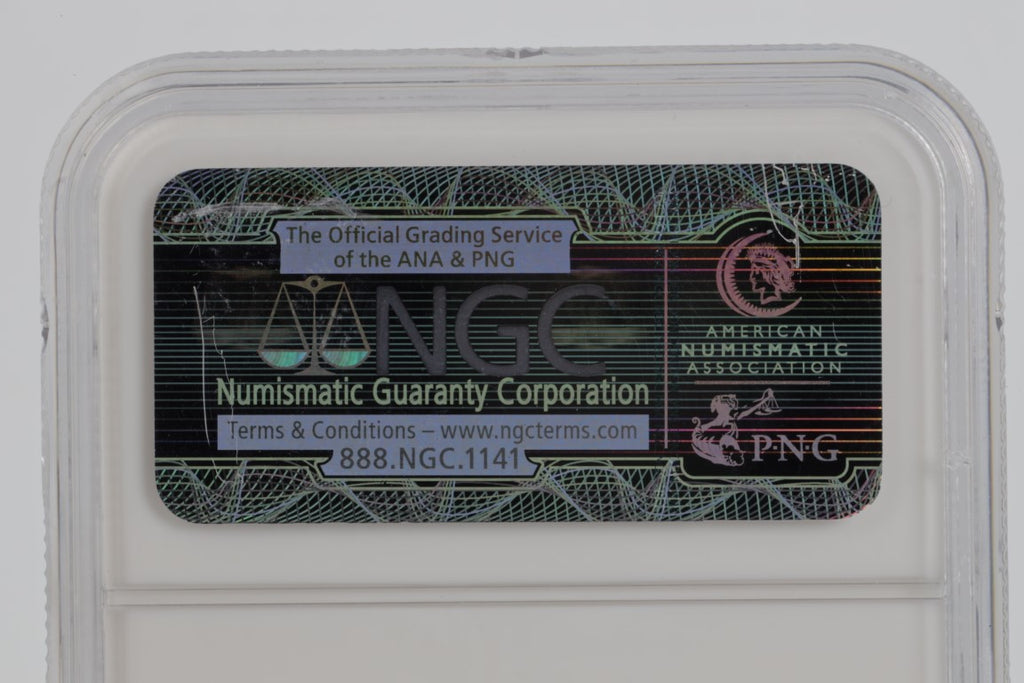 The Official Grading Service
of the ANA & PNG
NGC
Numismatic Guaranty Corporation
Terms & Conditions – www.ngcterms.com
888.NGC.1141
AMERICAN
NUMISMATIC
ASSOCIATION
P·N·G